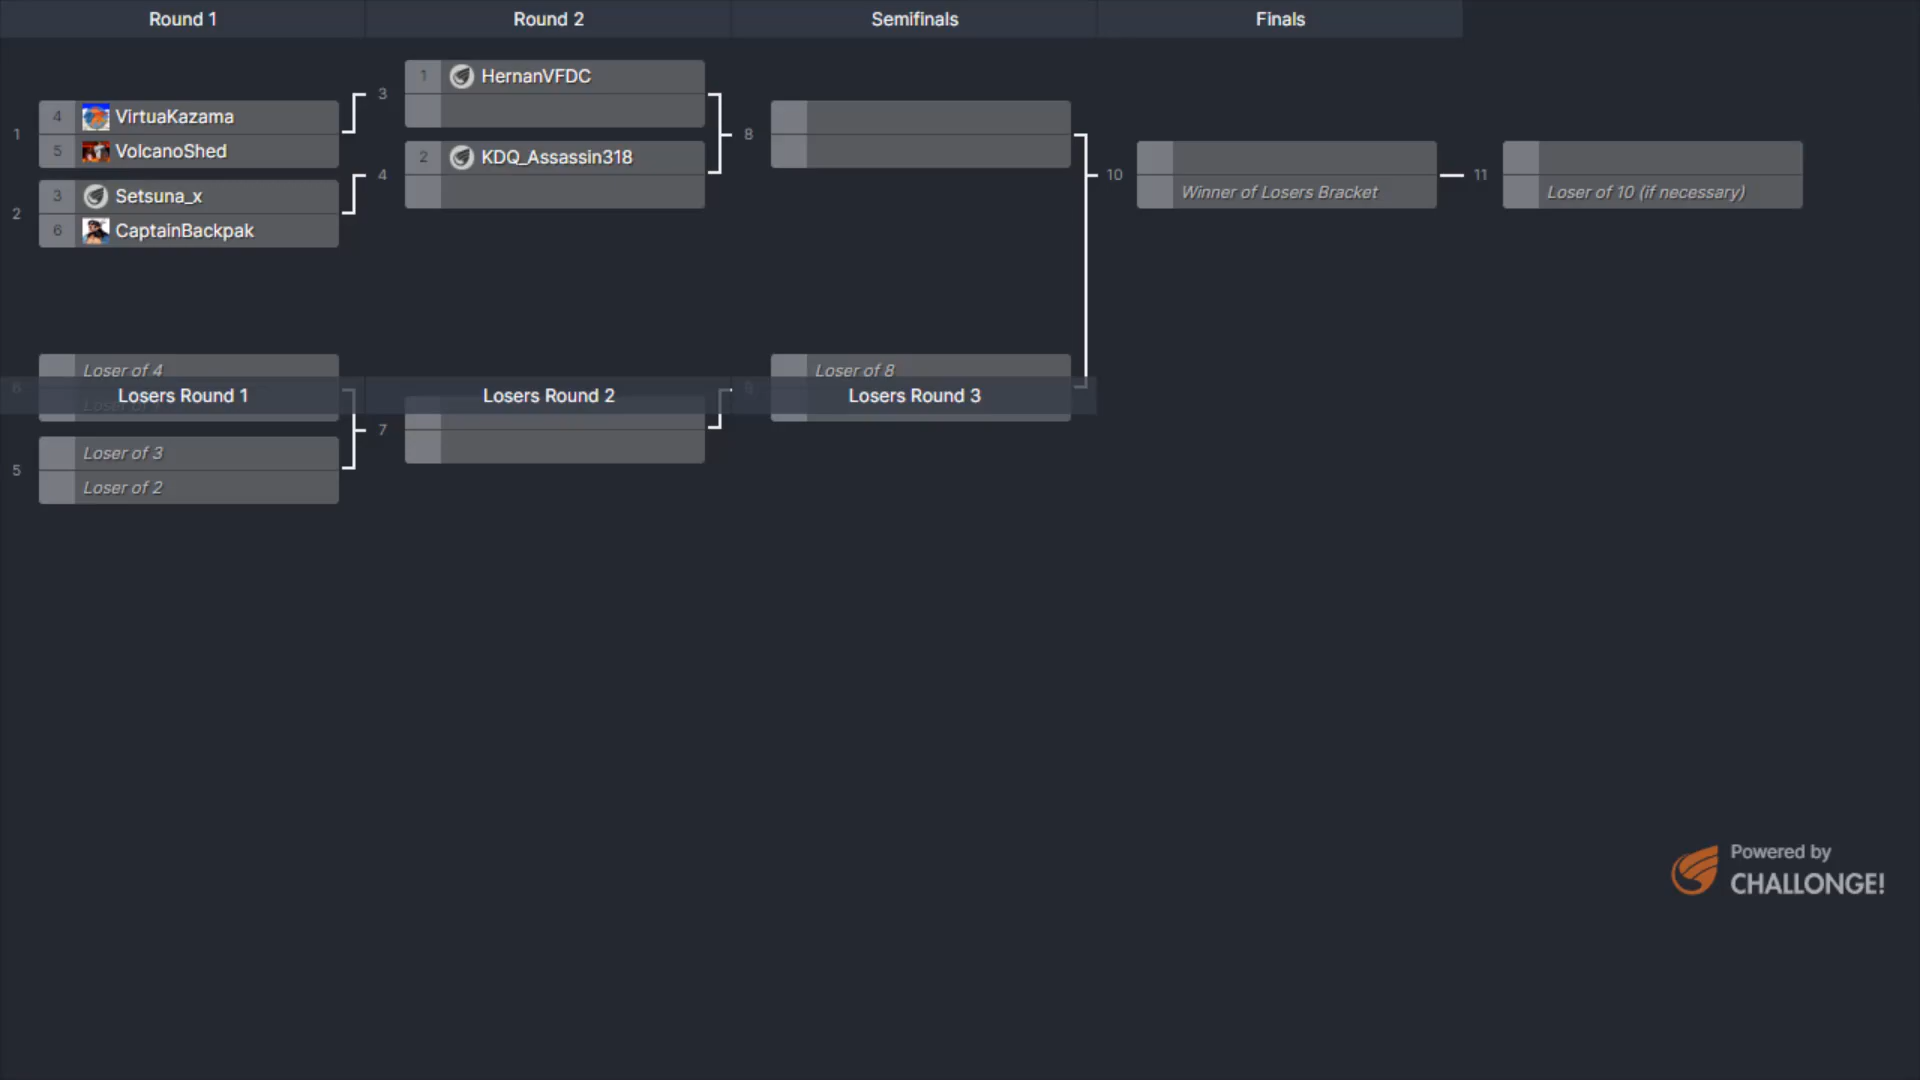 Round 1
Round 2
Semifinals
Finals
1
4 VirtuaKazama
5 VolcanoShed
2
3 Setsuna_x
6 CaptainBackpak
3
1 HernanVFDC
4
2 KDQ_Assassin318
8
10
Winner of Losers Bracket
11
Loser of 10 (if necessary)
Losers Round 1
Losers Round 2
Losers Round 3
Loser of 4
5
Loser of 3
Loser of 2
7
Loser of 8
Powered by
CHALLONGE!